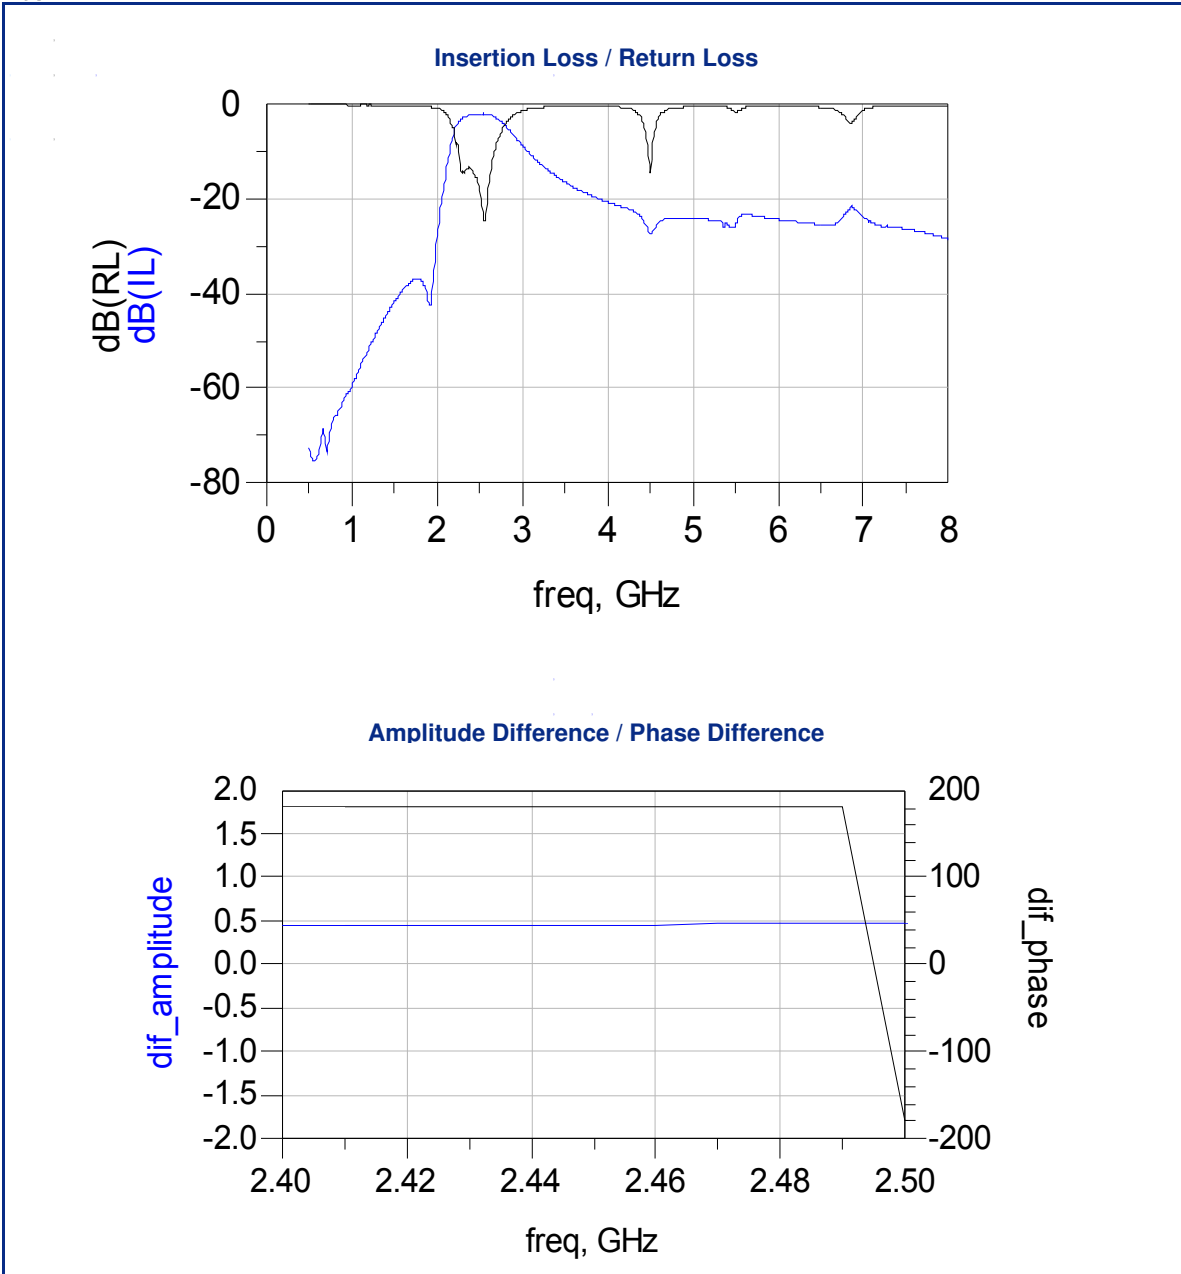 Insertion Loss / Return Loss
0
-20
-40
-60
-80
dB(RL)
dB(IL)
0 1 2 3 4 5 6 7 8
freq, GHz
Amplitude Difference / Phase Difference
2.0
1.5
1.0
0.5
0.0
-0.5
-1.0
-1.5
-2.0
dif_amplitude
200
100
0
-100
-200
dif_phase
2.40 2.42 2.44 2.46 2.48 2.50
freq, GHz